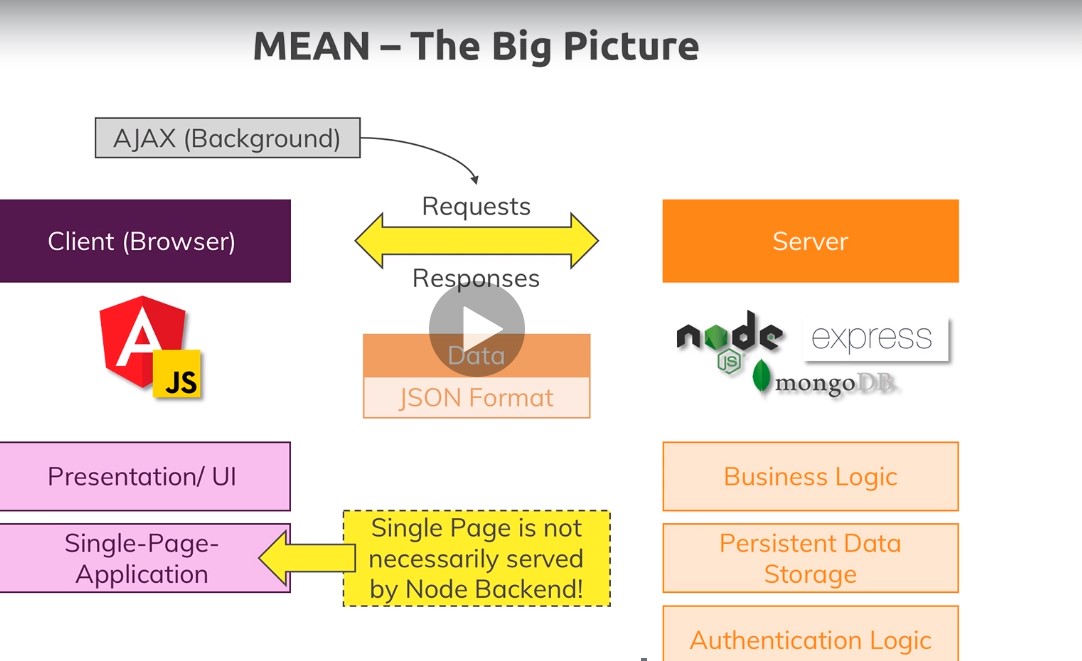 MEAN – The Big Picture
AJAX (Background)
Requests
Client (Browser)
Server
Responses
A
JS
node
JS
express
mongoDB
Data
JSON Format
Presentation/ UI
Business Logic
Single-Page-
Application
Single Page is not
necessarily served
by Node Backend!
Persistent Data
Storage
Authentication Logic